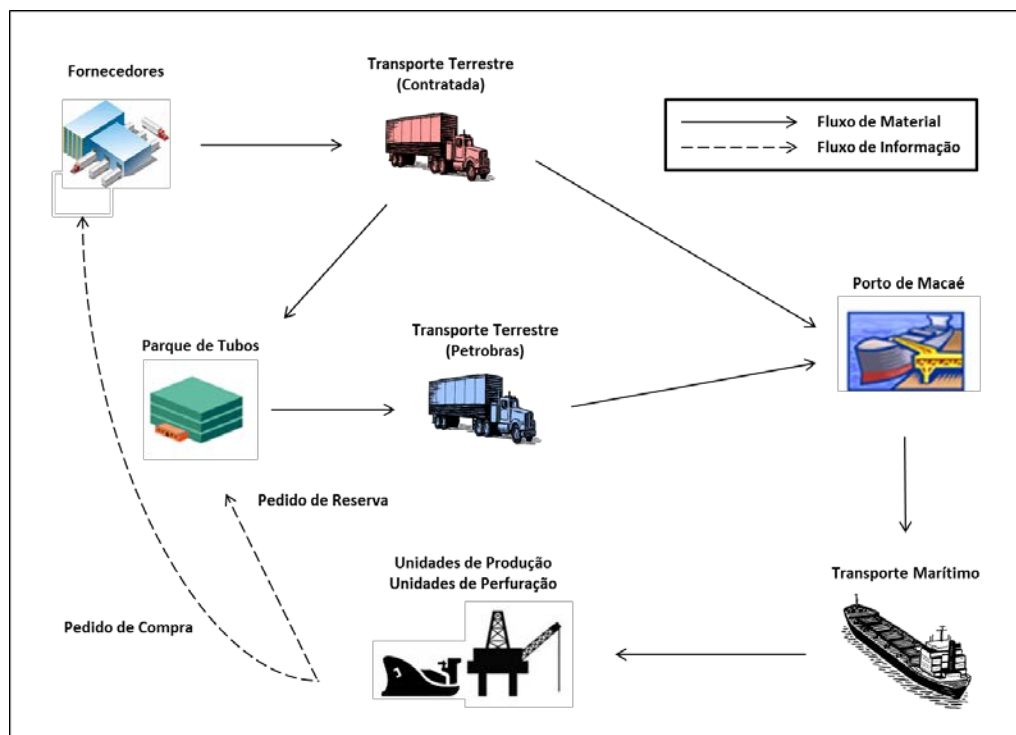 Fornecedores
Transporte Terrestre
(Contratada)
Fluxo de Material
Fluxo de Informação
Porto de Macaé
Parque de Tubos
Transporte Terrestre
(Petrobras)
Pedido de Reserva
Unidades de Produção
Unidades de Perfuração
Transporte Marítimo
Pedido de Compra